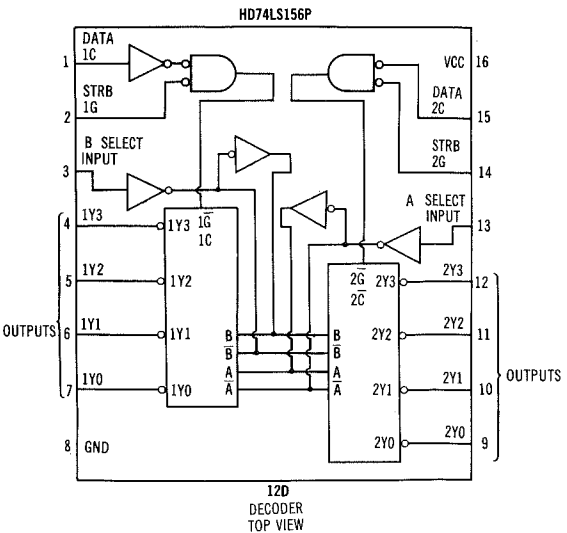 HD74LS156P
DATA
1C
1
STRB
1G
2
B SELECT
INPUT
3
4 1Y3
5 1Y2
OUTPUTS
6 1Y1
7 1Y0
8 GND
1G̅
1C
1Y3
1Y2
1Y1
1Y0
B
B̅
A
A̅
VCC 16
DATA
2C
15
STRB
2G
14
A SELECT
INPUT
13
2G̅
2C̅
2Y3
2Y2
2Y1
2Y0
B
B̅
A
A̅
2Y3 12
2Y2 11
2Y1 10
2Y0 9
OUTPUTS
12D
DECODER
TOP VIEW